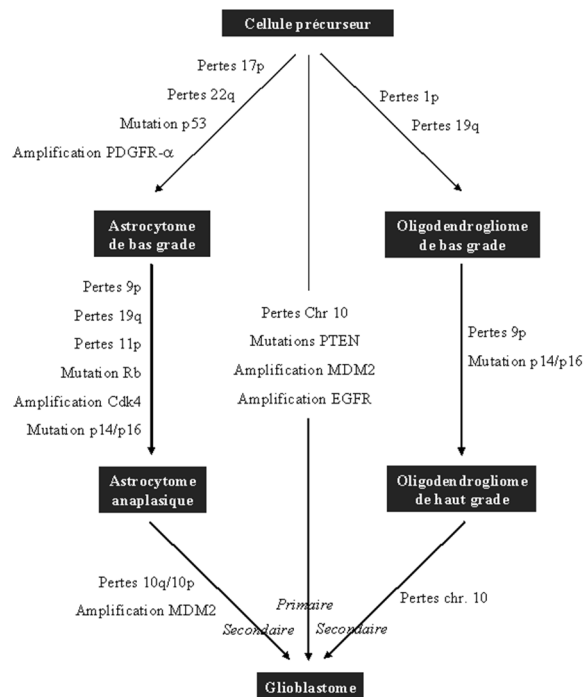 Cellule précurseur
Pertes 17p
Pertes 22q
Mutation p53
Amplification PDGFR-α
Pertes 1p
Pertes 19q
Astrocytome
de bas grade
Oligodendrogliome
de bas grade
Pertes 9p
Pertes 19q
Pertes 11p
Mutation Rb
Amplification Cdk4
Mutation p14/p16
Pertes Chr 10
Mutations PTEN
Amplification MDM2
Amplification EGFR
Pertes 9p
Mutation p14/p16
Astrocytome
anaplasique
Oligodendrogliome
de haut grade
Pertes 10q/10p
Amplification MDM2
Pertes chr. 10
Primaire
Secondaire
Secondaire
Glioblastome